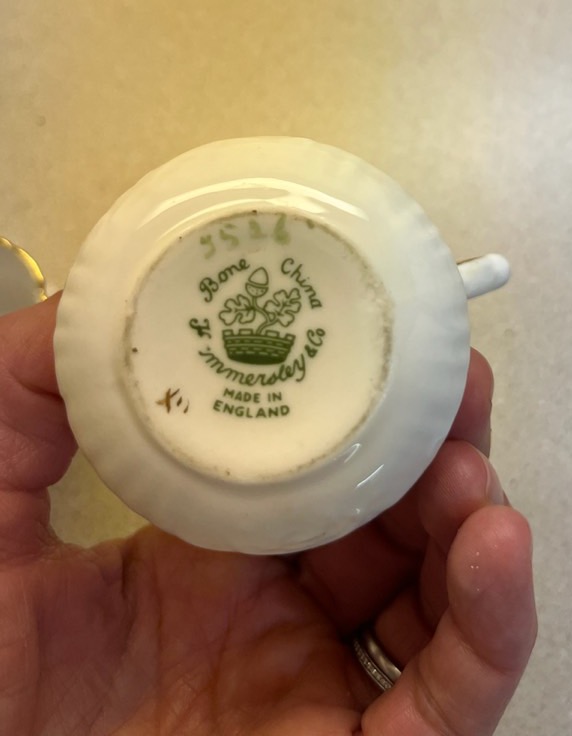 Bone China
Hammersley & Co
MADE IN
ENGLAND